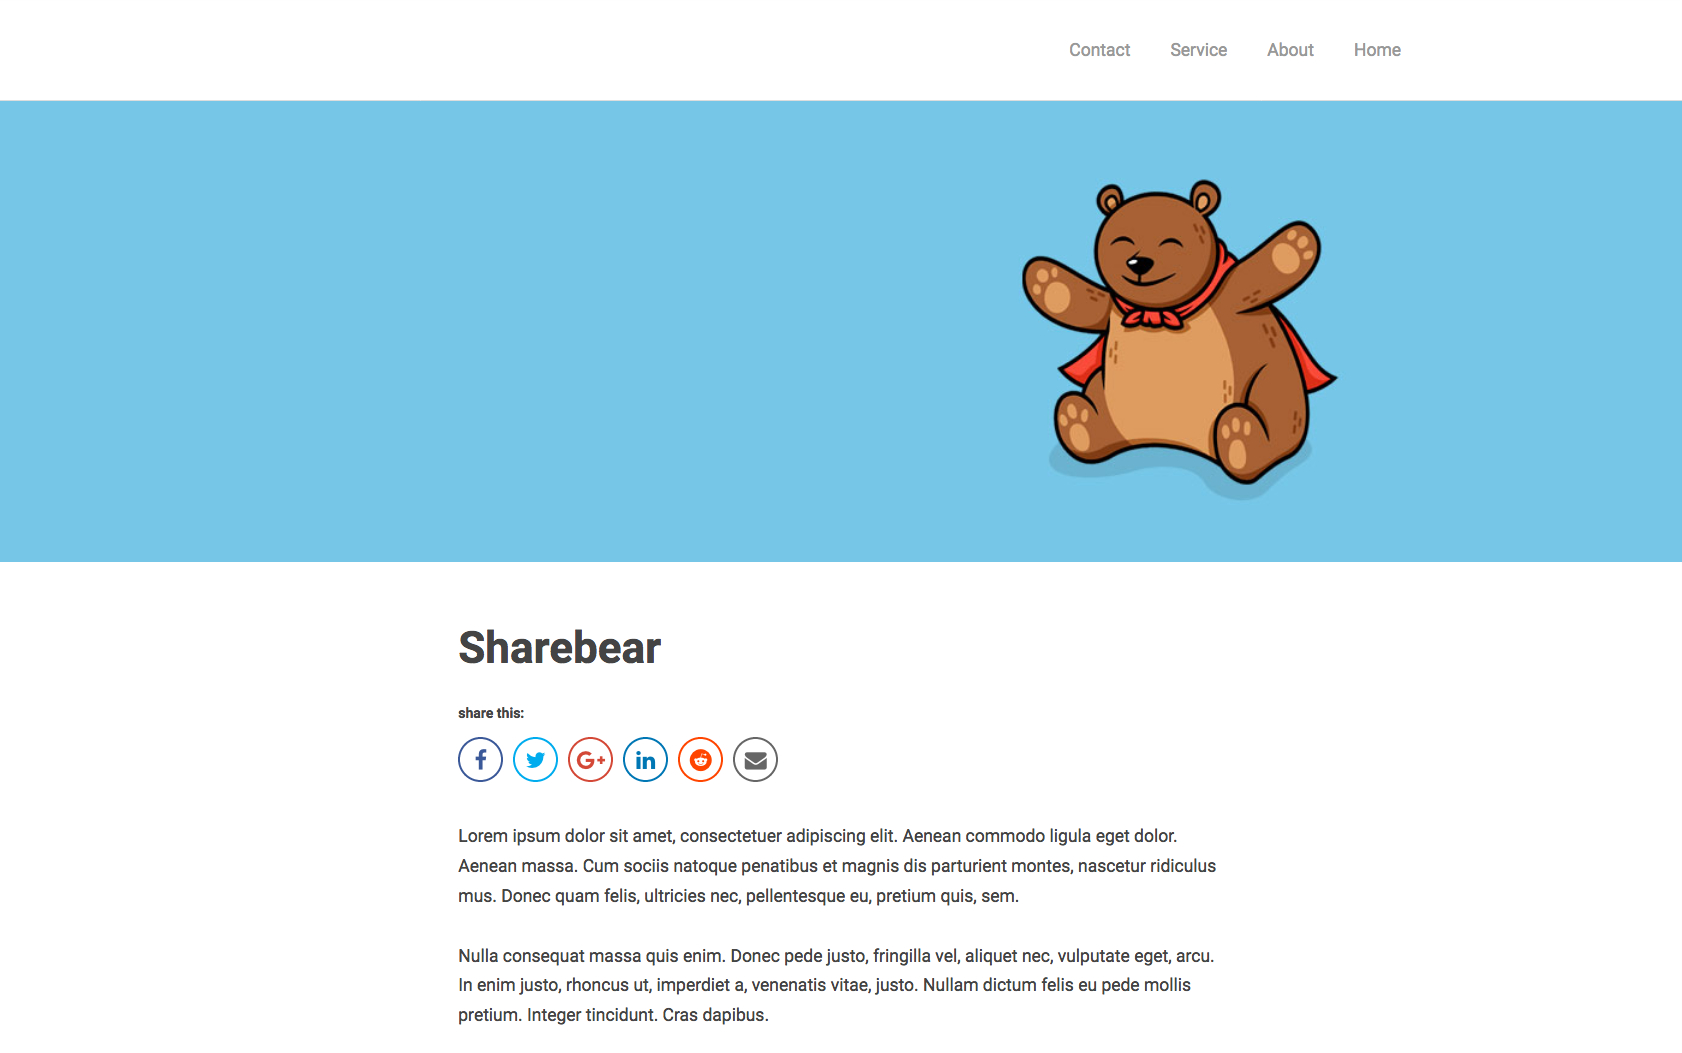 Contact Service About Home
Sharebear
share this:
Lorem ipsum dolor sit amet, consectetuer adipiscing elit. Aenean commodo ligula eget dolor.
Aenean massa. Cum sociis natoque penatibus et magnis dis parturient montes, nascetur ridiculus
mus. Donec quam felis, ultricies nec, pellentesque eu, pretium quis, sem.
Nulla consequat massa quis enim. Donec pede justo, fringilla vel, aliquet nec, vulputate eget, arcu.
In enim justo, rhoncus ut, imperdiet a, venenatis vitae, justo. Nullam dictum felis eu pede mollis
pretium. Integer tincidunt. Cras dapibus.